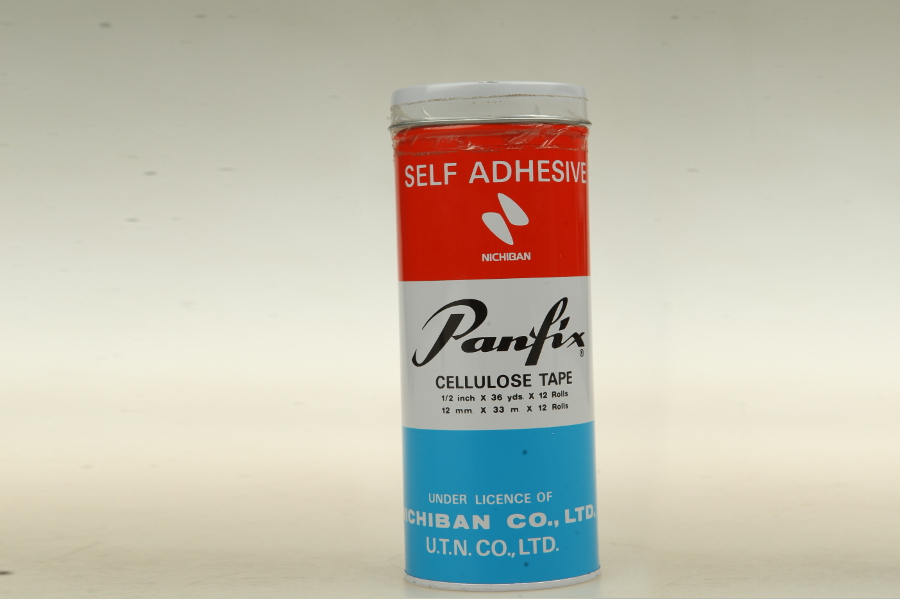 SELF ADHESIVE
NICHIBAN
Panfix®
CELLULOSE TAPE
1/2 inch X 36 yds. X 12 Rolls
12 mm X 33 m X 12 Rolls
UNDER LICENCE OF
NICHIBAN CO., LTD.
U.T.N. CO., LTD.